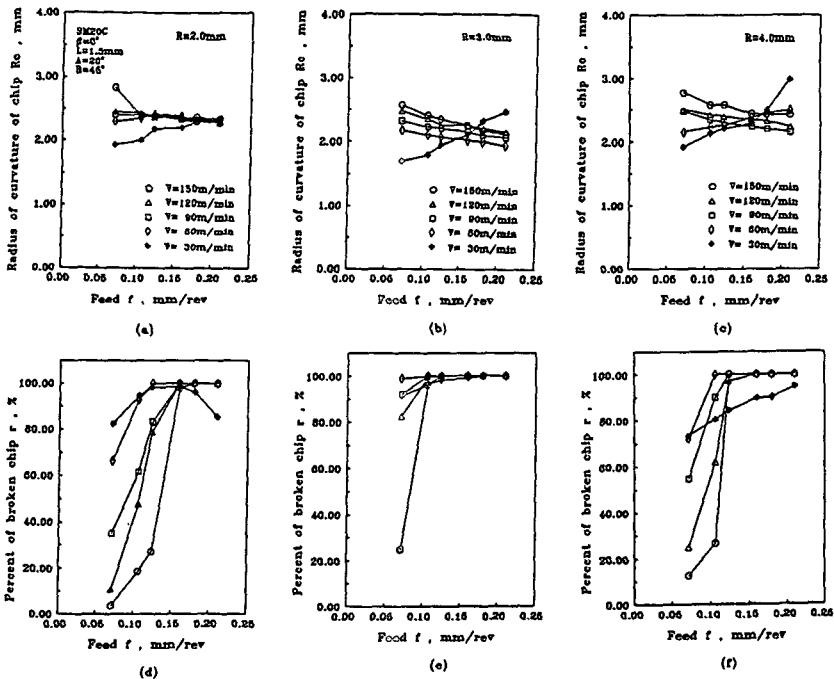 Radius of curvature of chip Rc , mm
4.00
3.00
2.00
1.00
0.00
SM20C
L=1.5mm
A=20°
B=45°
R=2.0mm
V=150m/min
V=120m/min
V= 90m/min
V= 60m/min
V= 30m/min
0.00 0.05 0.10 0.16 0.20 0.25
Feed f , mm/rev
(a)
Radius of curvature of chip Rc , mm
4.00
3.00
2.00
1.00
0.00
R=3.0mm
V=150m/min
V=120m/min
V= 90m/min
V= 60m/min
V= 30m/min
0.00 0.05 0.10 0.16 0.20 0.25
Feed f , mm/rev
(b)
Radius of curvature of chip Rc , mm
4.00
3.00
2.00
1.00
0.00
R=4.0mm
V=150m/min
V=120m/min
V= 90m/min
V= 60m/min
V= 30m/min
0.00 0.05 0.10 0.16 0.20 0.25
Feed f , mm/rev
(c)
Percent of broken chip r , %
100.00
80.00
60.00
40.00
20.00
0.00
0.00 0.05 0.10 0.16 0.20 0.25
Feed f , mm/rev
(d)
Percent of broken chip r , %
100.00
80.00
60.00
40.00
20.00
0.00
0.00 0.05 0.10 0.16 0.20 0.25
Feed f , mm/rev
(e)
Percent of broken chip r , %
100.00
80.00
60.00
40.00
20.00
0.00
0.00 0.05 0.10 0.16 0.20 0.25
Feed f , mm/rev
(f)